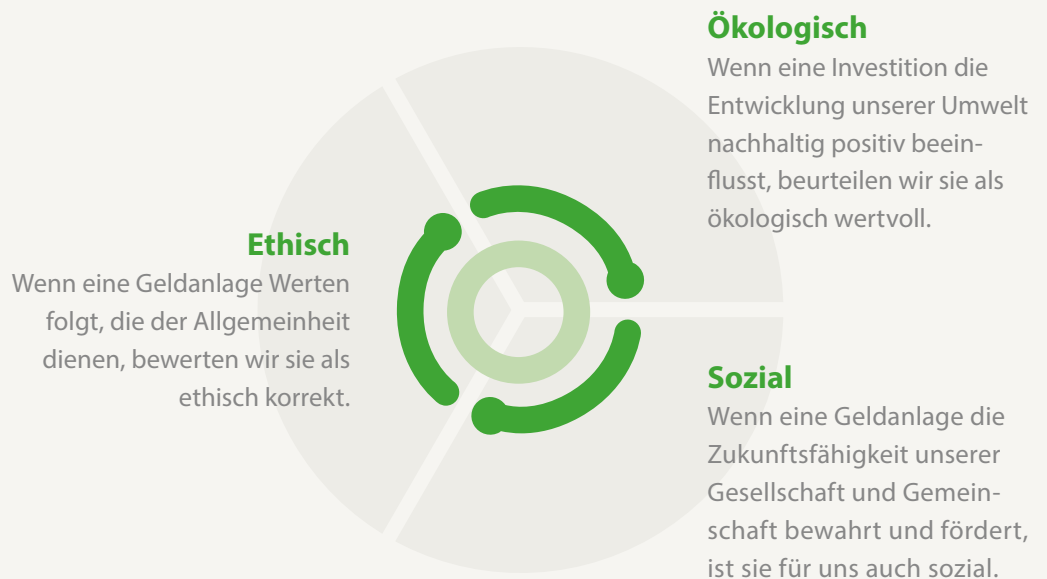 Ökologisch
Wenn eine Investition die
Entwicklung unserer Umwelt
nachhaltig positiv beein-
flusst, beurteilen wir sie als
ökologisch wertvoll.
Ethisch
Wenn eine Geldanlage Werten
folgt, die der Allgemeinheit
dienen, bewerten wir sie als
ethisch korrekt.
Sozial
Wenn eine Geldanlage die
Zukunftsfähigkeit unserer
Gesellschaft und Gemein-
schaft bewahrt und fördert,
ist sie für uns auch sozial.